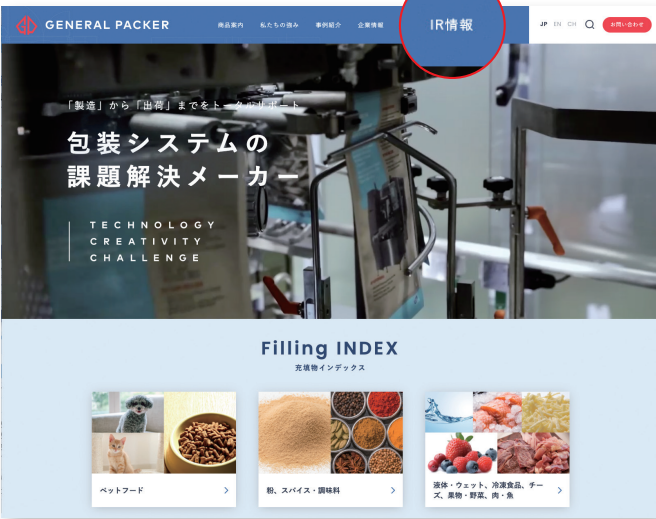 GENERAL PACKER
商品案内 私たちの強み 事例紹介 企業情報 IR情報 JP EN CH お問い合わせ
「製造」から「出荷」までをトータルサポート
包装システムの
課題解決メーカー
TECHNOLOGY
CREATIVITY
CHALLENGE
Filling INDEX
充填物インデックス
ペットフード
粉、スパイス・調味料
液体・ウェット、冷凍食品、チー
ズ、果物・野菜、肉・魚